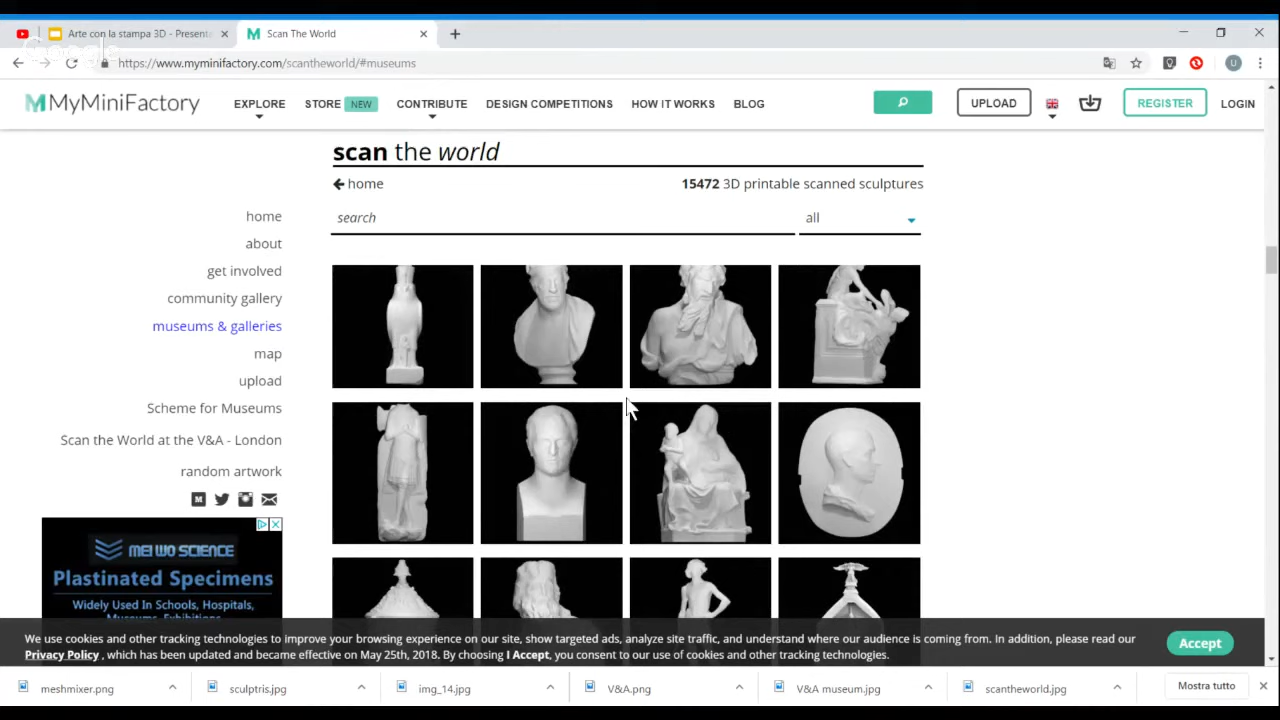 Arte con la stampa 3D - Present
Scan The World
Google
https://www.myminifactory.com/scantheworld/#museums
MyMiniFactory
EXPLORE
STORE NEW
CONTRIBUTE
DESIGN COMPETITIONS
HOW IT WORKS
BLOG
UPLOAD
REGISTER
LOGIN
scan the world
home
15472 3D printable scanned sculptures
search
all
home
about
get involved
community gallery
museums & galleries
map
upload
Scheme for Museums
Scan the World at the V&A - London
random artwork
MEIWO SCIENCE
Plastinated Specimens
Widely Used In Schools, Hospitals,
Museums, Exhibitions
We use cookies and other tracking technologies to improve your browsing experience on our site, show targeted ads, analyze site traffic, and understand where our audience is coming from. In addition, please read our
Privacy Policy , which has been updated and became effective on May 25th, 2018. By choosing I Accept, you consent to our use of cookies and other tracking technologies.
Accept
meshmixer.png
sculptris.jpg
img_14.jpg
V&A.png
V&A museum.jpg
scantheworld.jpg
Mostra tutto